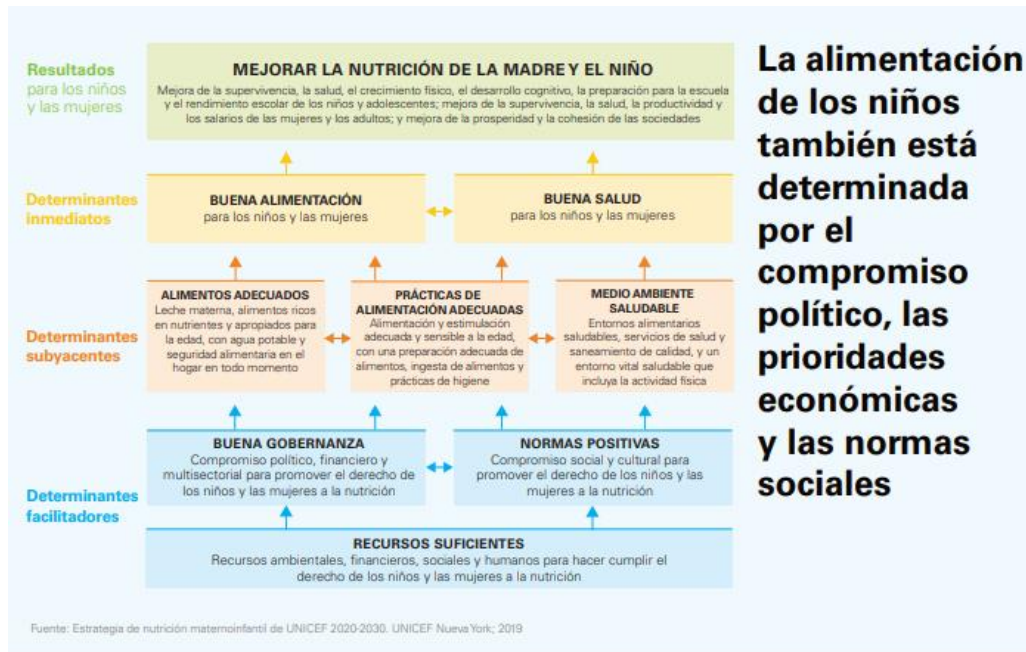 Resultados
para los niños
y las mujeres
MEJORAR LA NUTRICIÓN DE LA MADRE Y EL NIÑO
Mejora de la supervivencia, la salud, el crecimiento físico, el desarrollo cognitivo, la preparación para la escuela
y el rendimiento escolar de los niños y adolescentes; mejora de la supervivencia, la salud, la productividad y
los salarios de las mujeres y los adultos; y mejora de la prosperidad y la cohesión de las sociedades
Determinantes
inmediatos
BUENA ALIMENTACIÓN
para los niños y las mujeres
BUENA SALUD
para los niños y las mujeres
Determinantes
subyacentes
ALIMENTOS ADECUADOS
Leche materna, alimentos ricos
en nutrientes y apropiados para
la edad, con agua potable y
seguridad alimentaria en el
hogar en todo momento
PRÁCTICAS DE
ALIMENTACIÓN ADECUADAS
Alimentación y estimulación
adecuada y sensible a la edad,
con una preparación adecuada de
alimentos, ingesta de alimentos y
prácticas de higiene
MEDIO AMBIENTE
SALUDABLE
Entornos alimentarios
saludables, servicios de salud y
saneamiento de calidad, y un
entorno vital saludable que
incluya la actividad física
Determinantes
facilitadores
BUENA GOBERNANZA
Compromiso político, financiero y
multisectorial para promover el derecho de
los niños y las mujeres a la nutrición
NORMAS POSITIVAS
Compromiso social y cultural para
promover el derecho de los niños y las
mujeres a la nutrición
RECURSOS SUFICIENTES
Recursos ambientales, financieros, sociales y humanos para hacer cumplir el
derecho de los niños y las mujeres a la nutrición
La alimentación
de los niños
también está
determinada
por el
compromiso
político, las
prioridades
económicas
y las normas
sociales
Fuente: Estrategia de nutrición maternoinfantil de UNICEF 2020-2030. UNICEF Nueva York; 2019